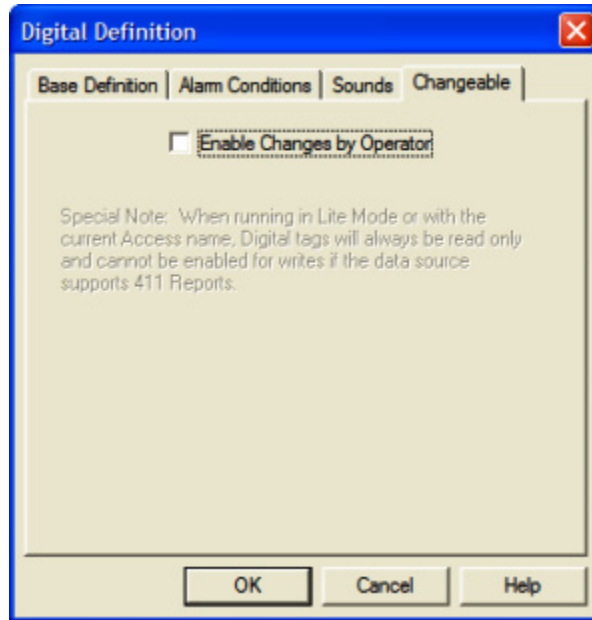 Digital Definition
Base Definition Alarm Conditions Sounds Changeable
Enable Changes by Operator
Special Note: When running in Lite Mode or with the
current Access name, Digital tags will always be read only
and cannot be enabled for writes if the data source
supports 411 Reports.
OK Cancel Help